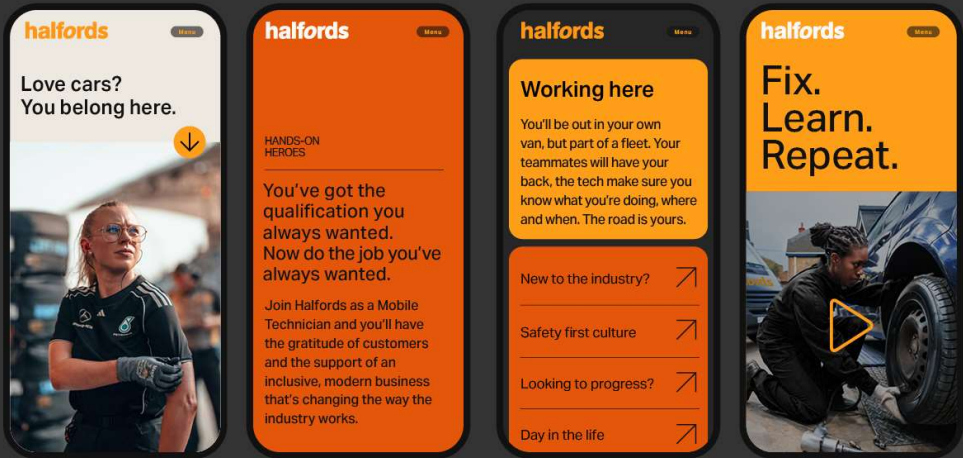 halfords
Menu
Love cars?
You belong here.
halfords
Menu
HANDS-ON
HEROES
You've got the
qualification you
always wanted.
Now do the job you've
always wanted.
Join Halfords as a Mobile
Technician and you'll have
the gratitude of customers
and the support of an
inclusive, modern business
that's changing the way the
industry works.
halfords
Menu
Working here
You'll be out in your own
van, but part of a fleet. Your
teammates will have your
back, the tech make sure you
know what you're doing, where
and when. The road is yours.
New to the industry?
Safety first culture
Looking to progress?
Day in the life
halfords
Menu
Fix.
Learn.
Repeat.